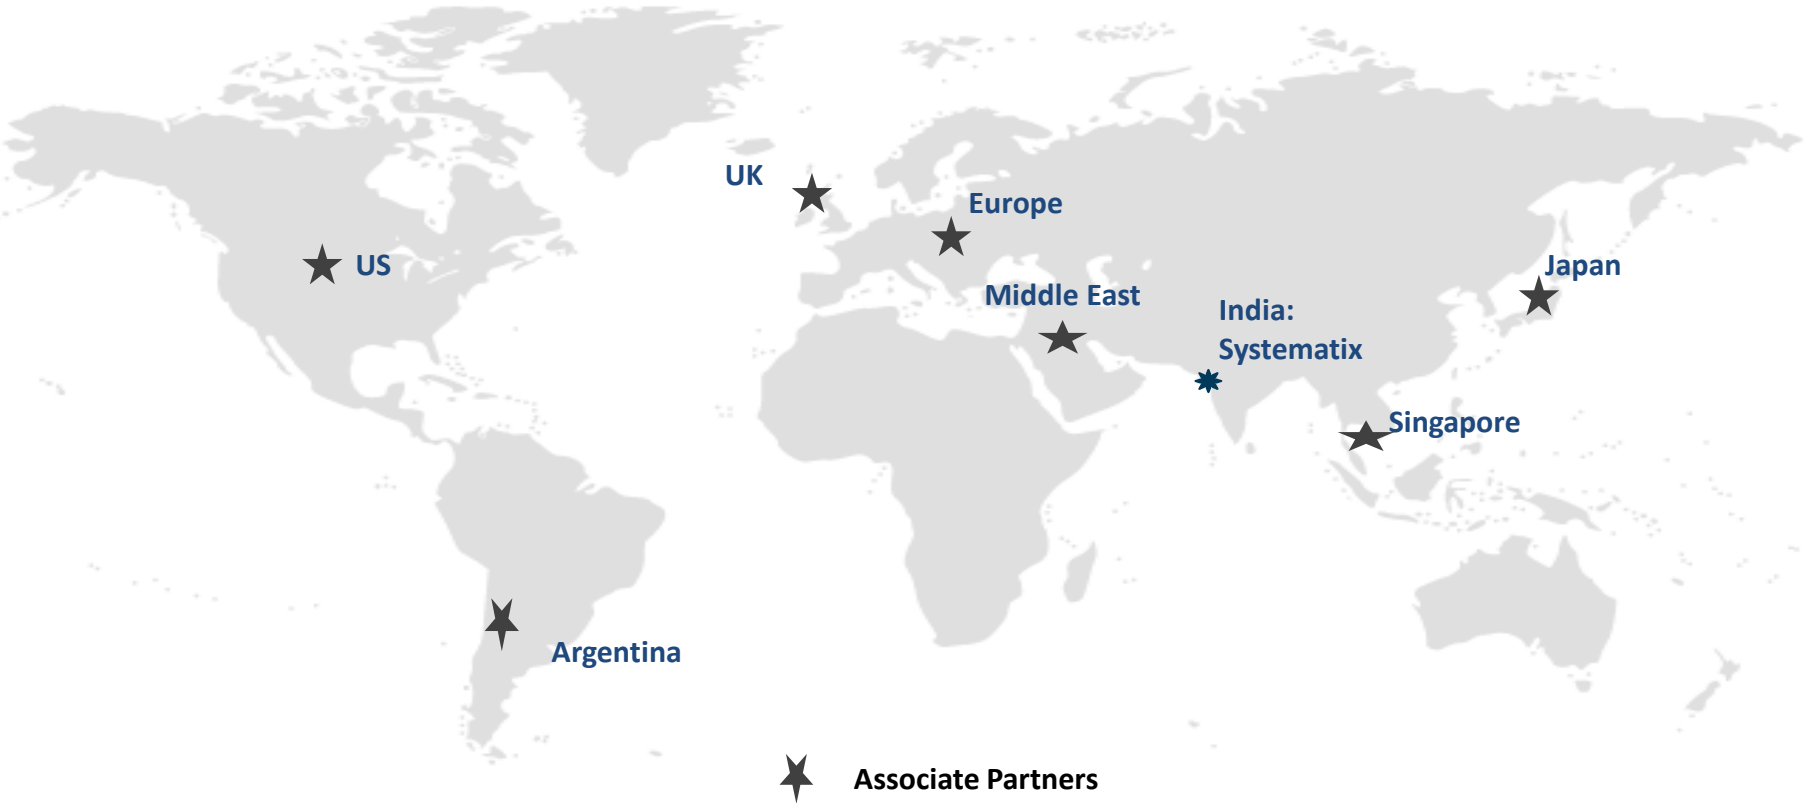 UK
Europe
US
Japan
Middle East
India:
Systematix
Singapore
Argentina
Associate Partners